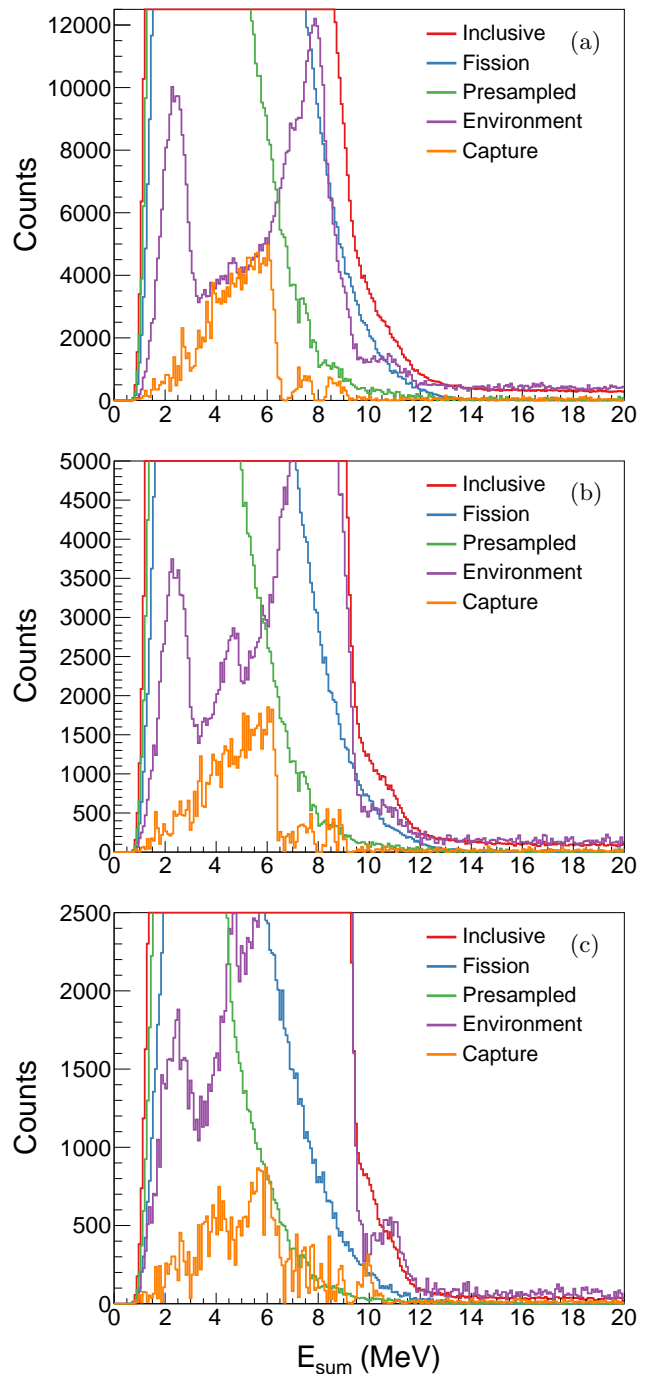 12000
10000
8000
6000
4000
2000
0
Counts
Inclusive
Fission
Presampled
Environment
Capture
(a)
0 2 4 6 8 10 12 14 16 18 20
5000
4500
4000
3500
3000
2500
2000
1500
1000
500
0
Counts
Inclusive
Fission
Presampled
Environment
Capture
(b)
0 2 4 6 8 10 12 14 16 18 20
2500
2000
1500
1000
500
0
Counts
Inclusive
Fission
Presampled
Environment
Capture
(c)
0 2 4 6 8 10 12 14 16 18 20
E_sum (MeV)